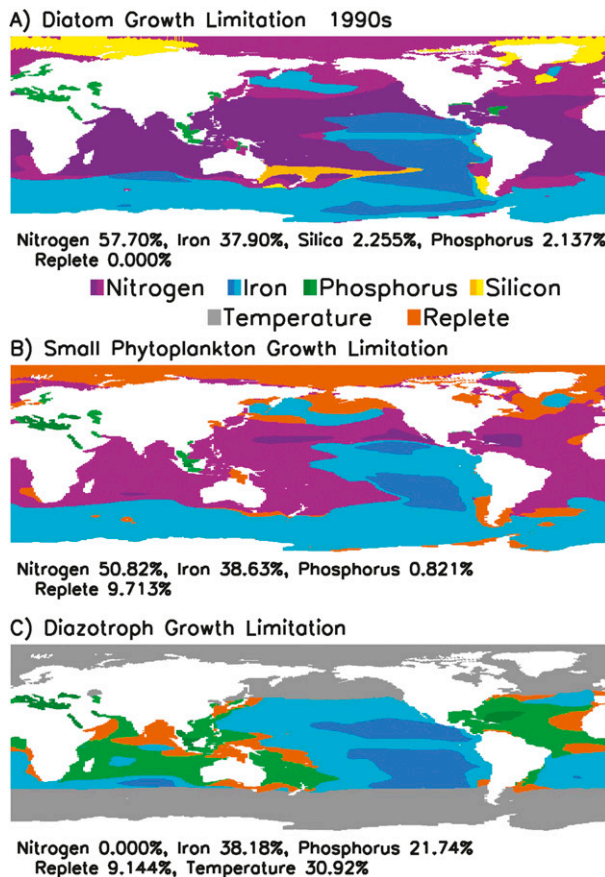 A) Diatom Growth Limitation 1990s
Nitrogen 57.70%, Iron 37.90%, Silica 2.255%, Phosphorus 2.137%
Replete 0.000%
Nitrogen Iron Phosphorus Silicon
Temperature Replete
B) Small Phytoplankton Growth Limitation
Nitrogen 50.82%, Iron 38.63%, Phosphorus 0.821%
Replete 9.713%
C) Diazotroph Growth Limitation
Nitrogen 0.000%, Iron 38.18%, Phosphorus 21.74%
Replete 9.144%, Temperature 30.92%